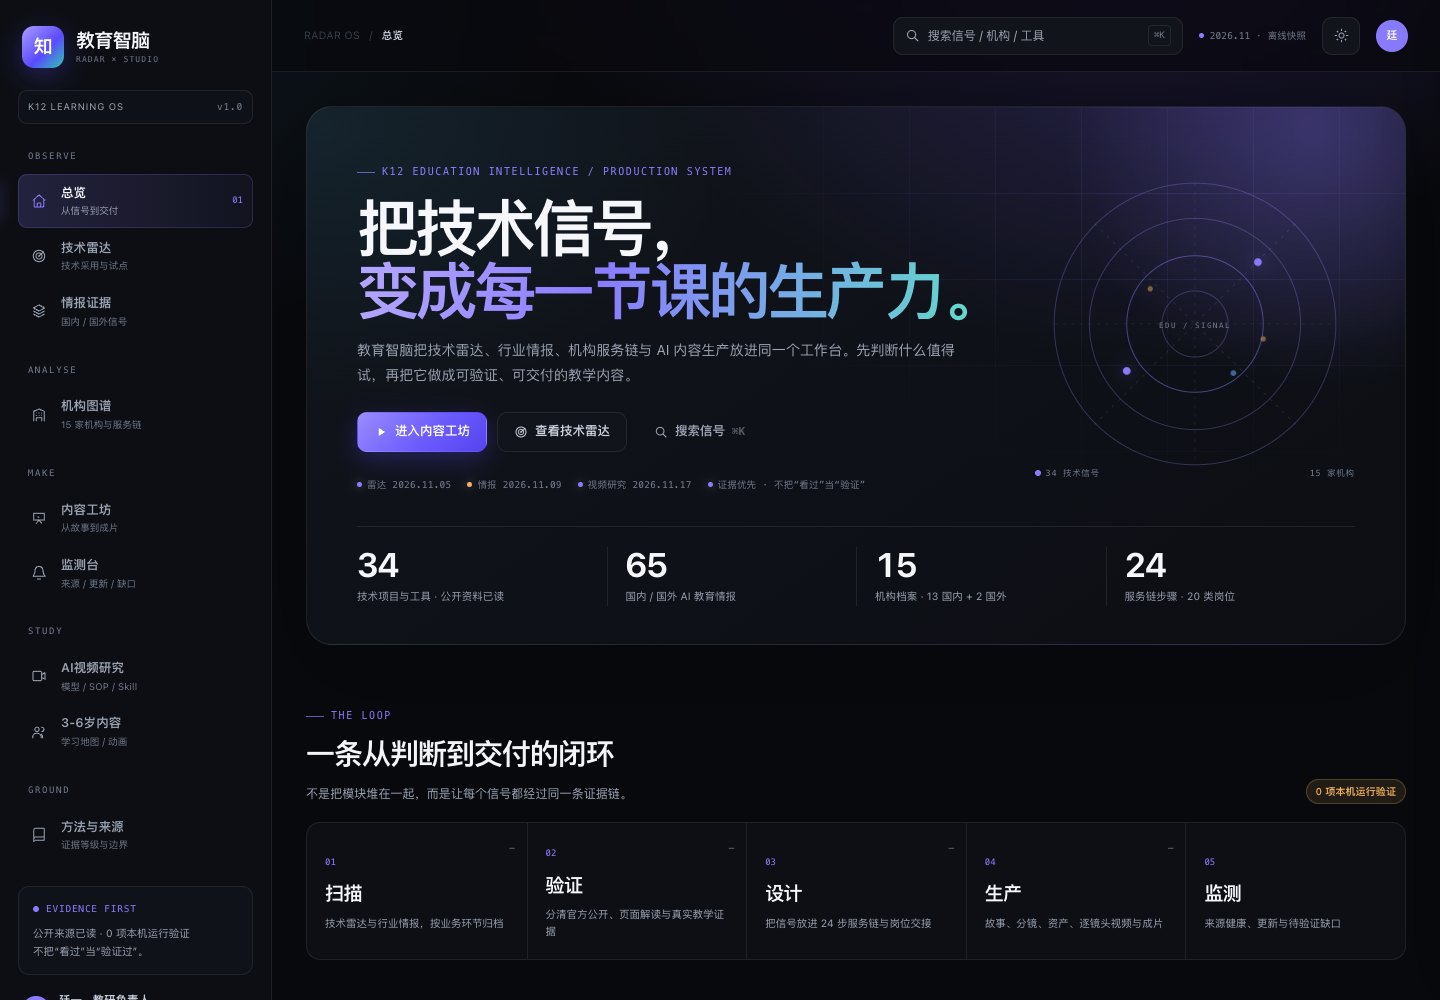 知
教育智脑
RADAR × STUDIO
K12 LEARNING OS
v1.0
OBSERVE
总览
从信号到交付
01
技术雷达
技术采用与试点
情报证据
国内 / 国外信号
ANALYSE
机构图谱
15 家机构与服务链
MAKE
内容工坊
从故事到成片
监测台
来源 / 更新 / 缺口
STUDY
AI视频研究
模型 / SOP / Skill
3-6岁内容
学习地图 / 动画
GROUND
方法与来源
证据等级与边界
EVIDENCE FIRST
公开来源已读 · 0 项本机运行验证
不把“看过”当“验证过”。
RADAR OS / 总览
搜索信号 / 机构 / 工具
⌘K
2026.11 · 离线快照
廷
K12 EDUCATION INTELLIGENCE / PRODUCTION SYSTEM
把技术信号，
变成每一节课的生产力。
教育智脑把技术雷达、行业情报、机构服务链与 AI 内容生产放进同一个工作台。先判断什么值得
试，再把它做成可验证、可交付的教学内容。
进入内容工坊
查看技术雷达
搜索信号 ⌘K
雷达 2026.11.05
情报 2026.11.09
视频研究 2026.11.17
证据优先 · 不把“看过”当“验证”
EDU / SIGNAL
34 技术信号
15 家机构
34
技术项目与工具 · 公开资料已读
65
国内 / 国外 AI 教育情报
15
机构档案 · 13 国内 + 2 国外
24
服务链步骤 · 20 类岗位
THE LOOP
一条从判断到交付的闭环
不是把模块堆在一起，而是让每个信号都经过同一条证据链。
0 项本机运行验证
01
扫描
技术雷达与行业情报，按业务环节归档
02
验证
分清官方公开、页面解读与真实教学证
据
03
设计
把信号放进 24 步服务链与岗位交接
04
生产
故事、分镜、资产、逐镜头视频与成片
05
监测
来源健康、更新与待验证缺口